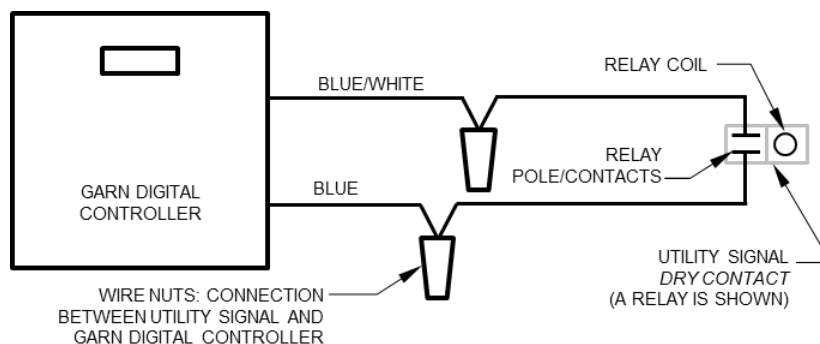 RELAY COIL
BLUE/WHITE
RELAY
POLE/CONTACTS
GARN DIGITAL
CONTROLLER
BLUE
UTILITY SIGNAL
DRY CONTACT
(A RELAY IS SHOWN)
WIRE NUTS: CONNECTION
BETWEEN UTILITY SIGNAL AND
GARN DIGITAL CONTROLLER